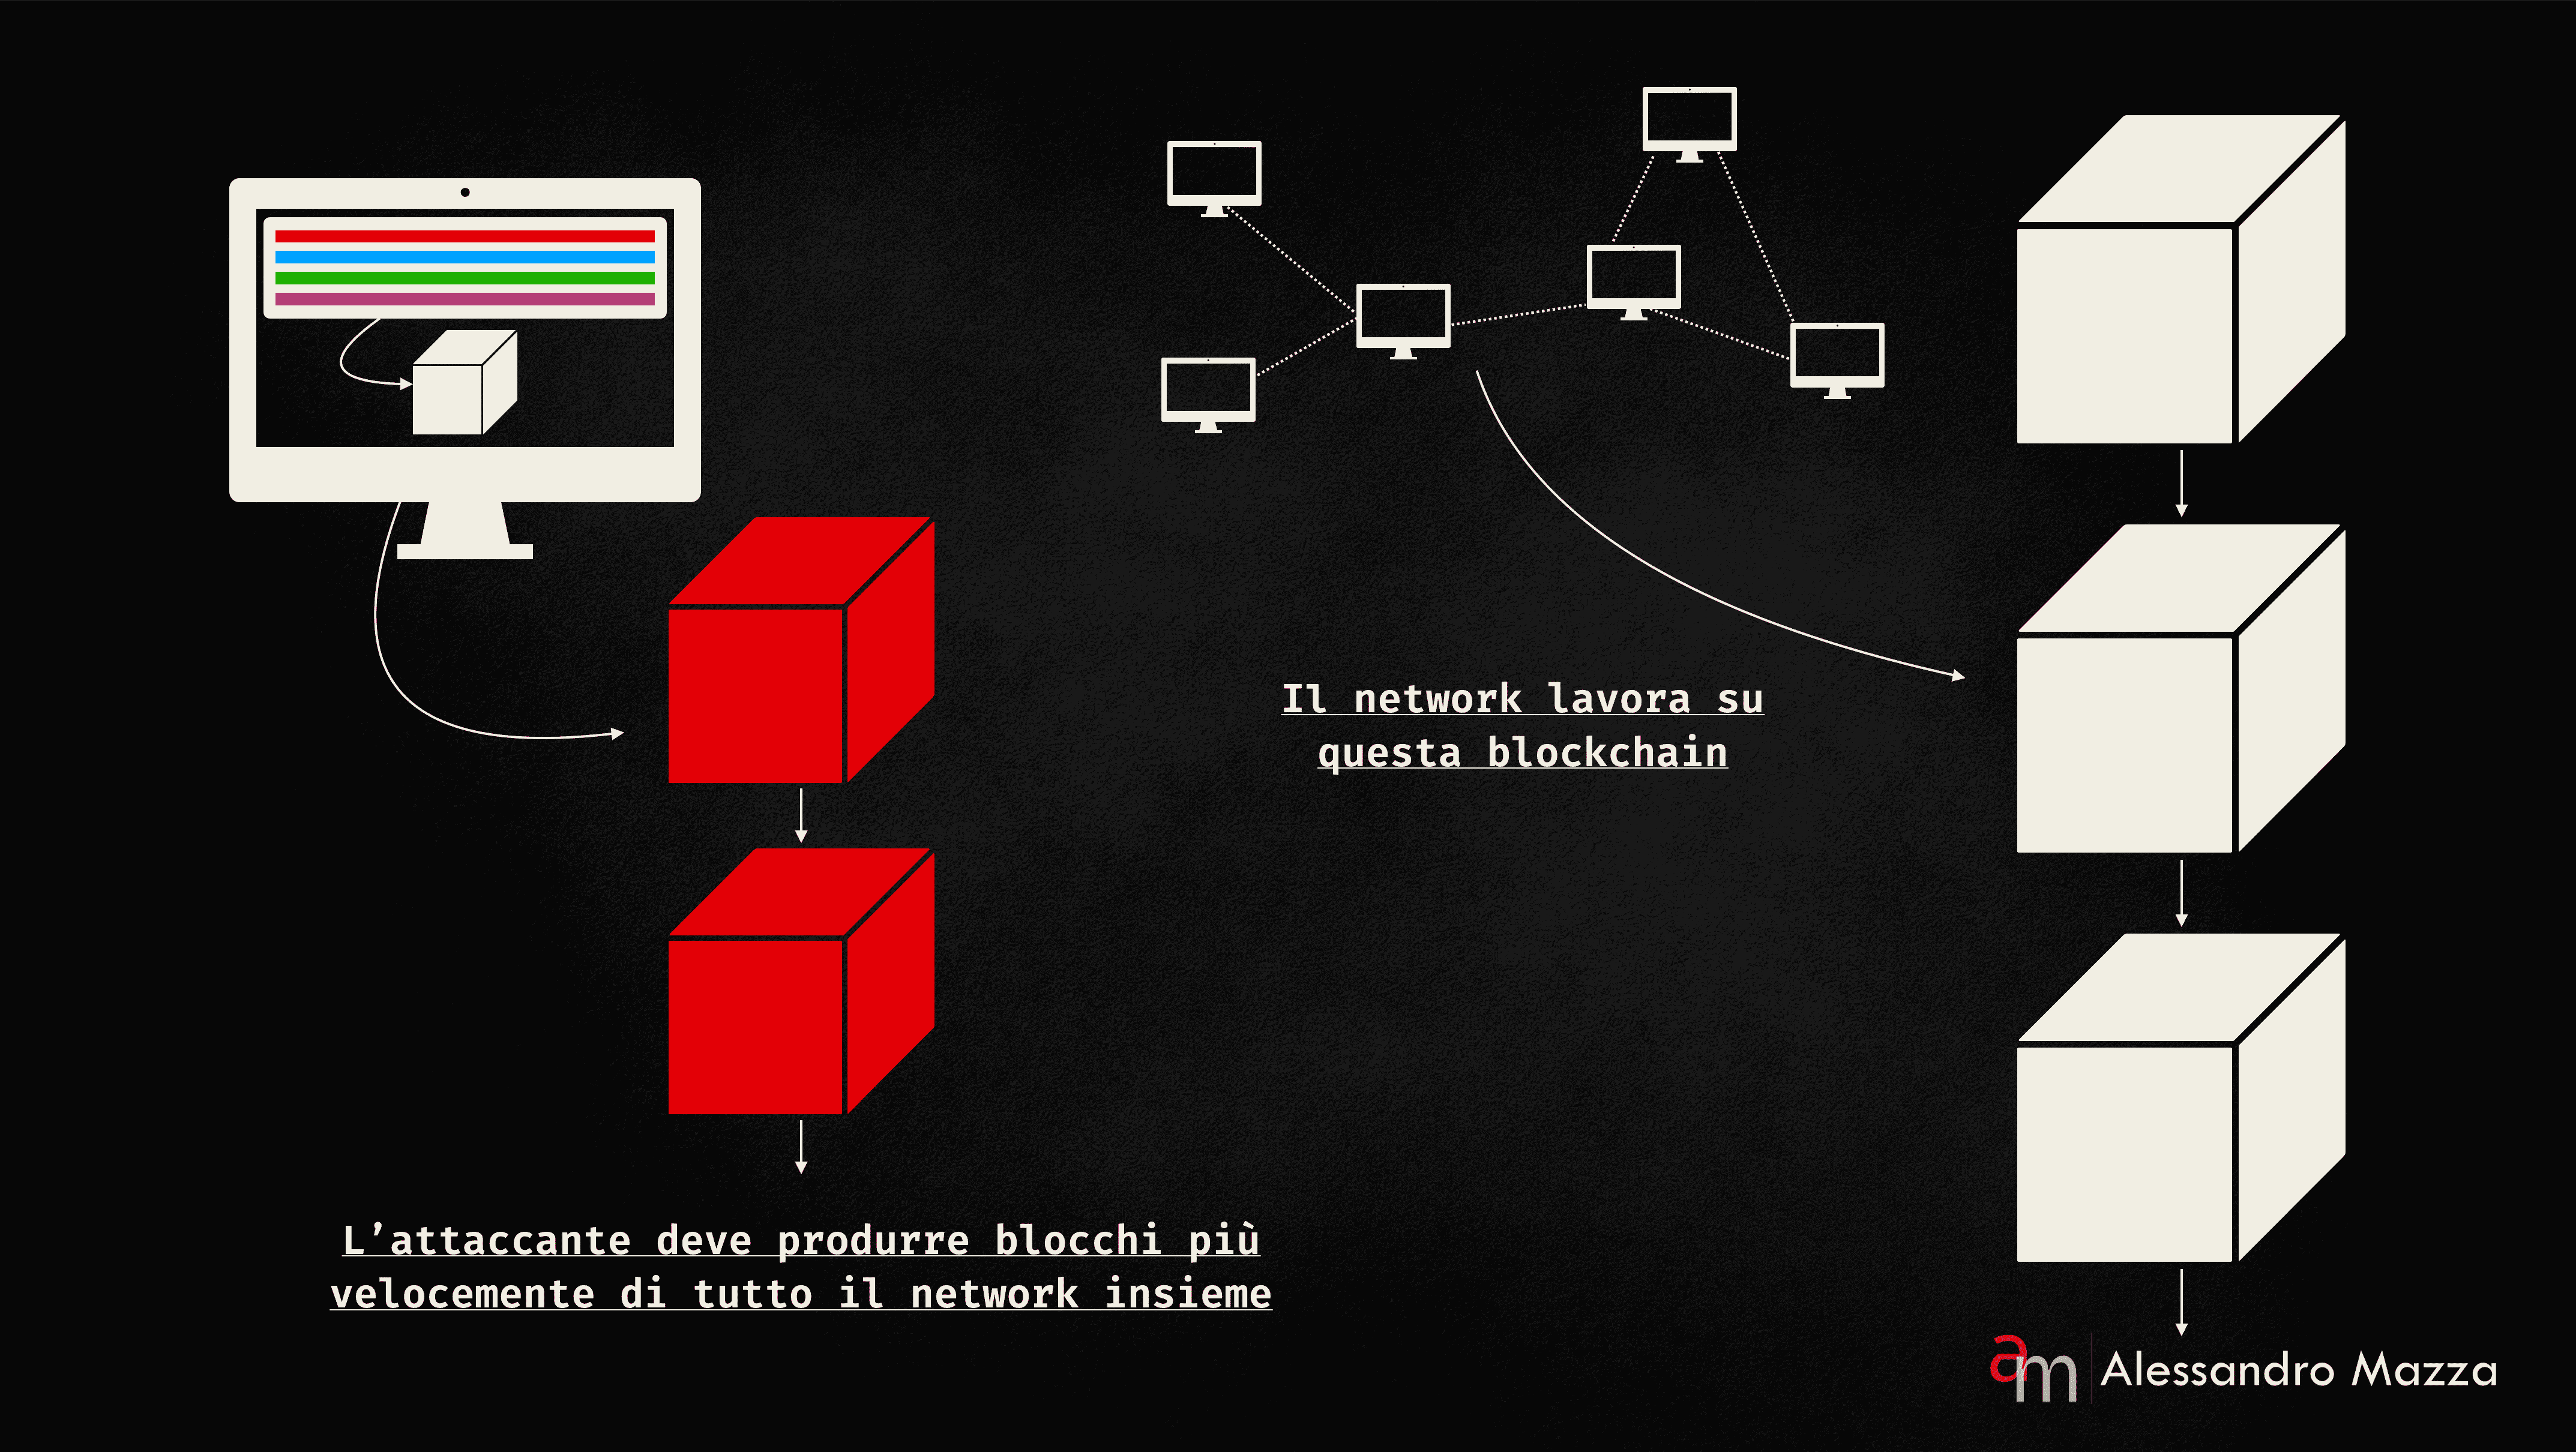 Il network lavora su
questa blockchain
L’attaccante deve produrre blocchi più
velocemente di tutto il network insieme
am
Alessandro Mazza